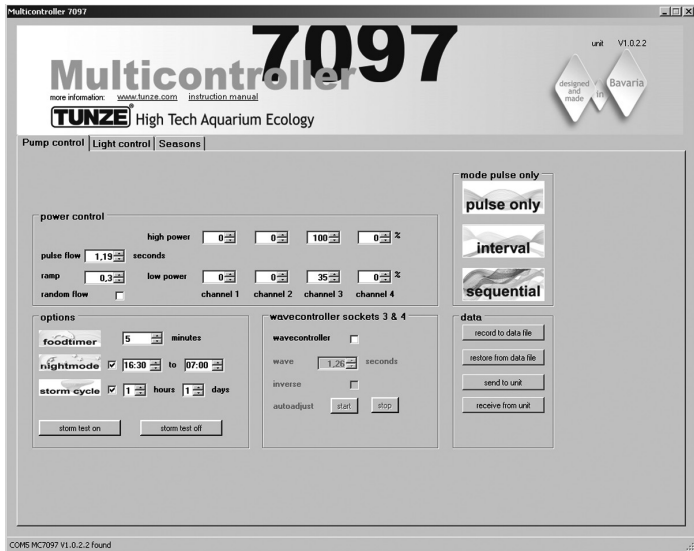 Multicontroller 7097
7097
unit V1.0.2.2
Multicontroller
more information: www.tunze.com instruction manual
TUNZE High Tech Aquarium Ecology
designed and made in Bavaria
Pump control Light control Seasons
mode pulse only
pulse only
interval
sequential
power control
high power 0 0 100 0 %
pulse flow 1,19 seconds
ramp 0,3 low power 0 0 35 0 %
random flow channel 1 channel 2 channel 3 channel 4
options
foodtimer 5 minutes
nightmode 16:30 to 07:00
storm cycle 1 hours 1 days
storm test on storm test off
wavecontroller sockets 3 & 4
wavecontroller
wave 1,26 seconds
inverse
autoadjust start stop
data
record to data file
restore from data file
send to unit
receive from unit
COM5 MC7097 V1.0.2.2 found